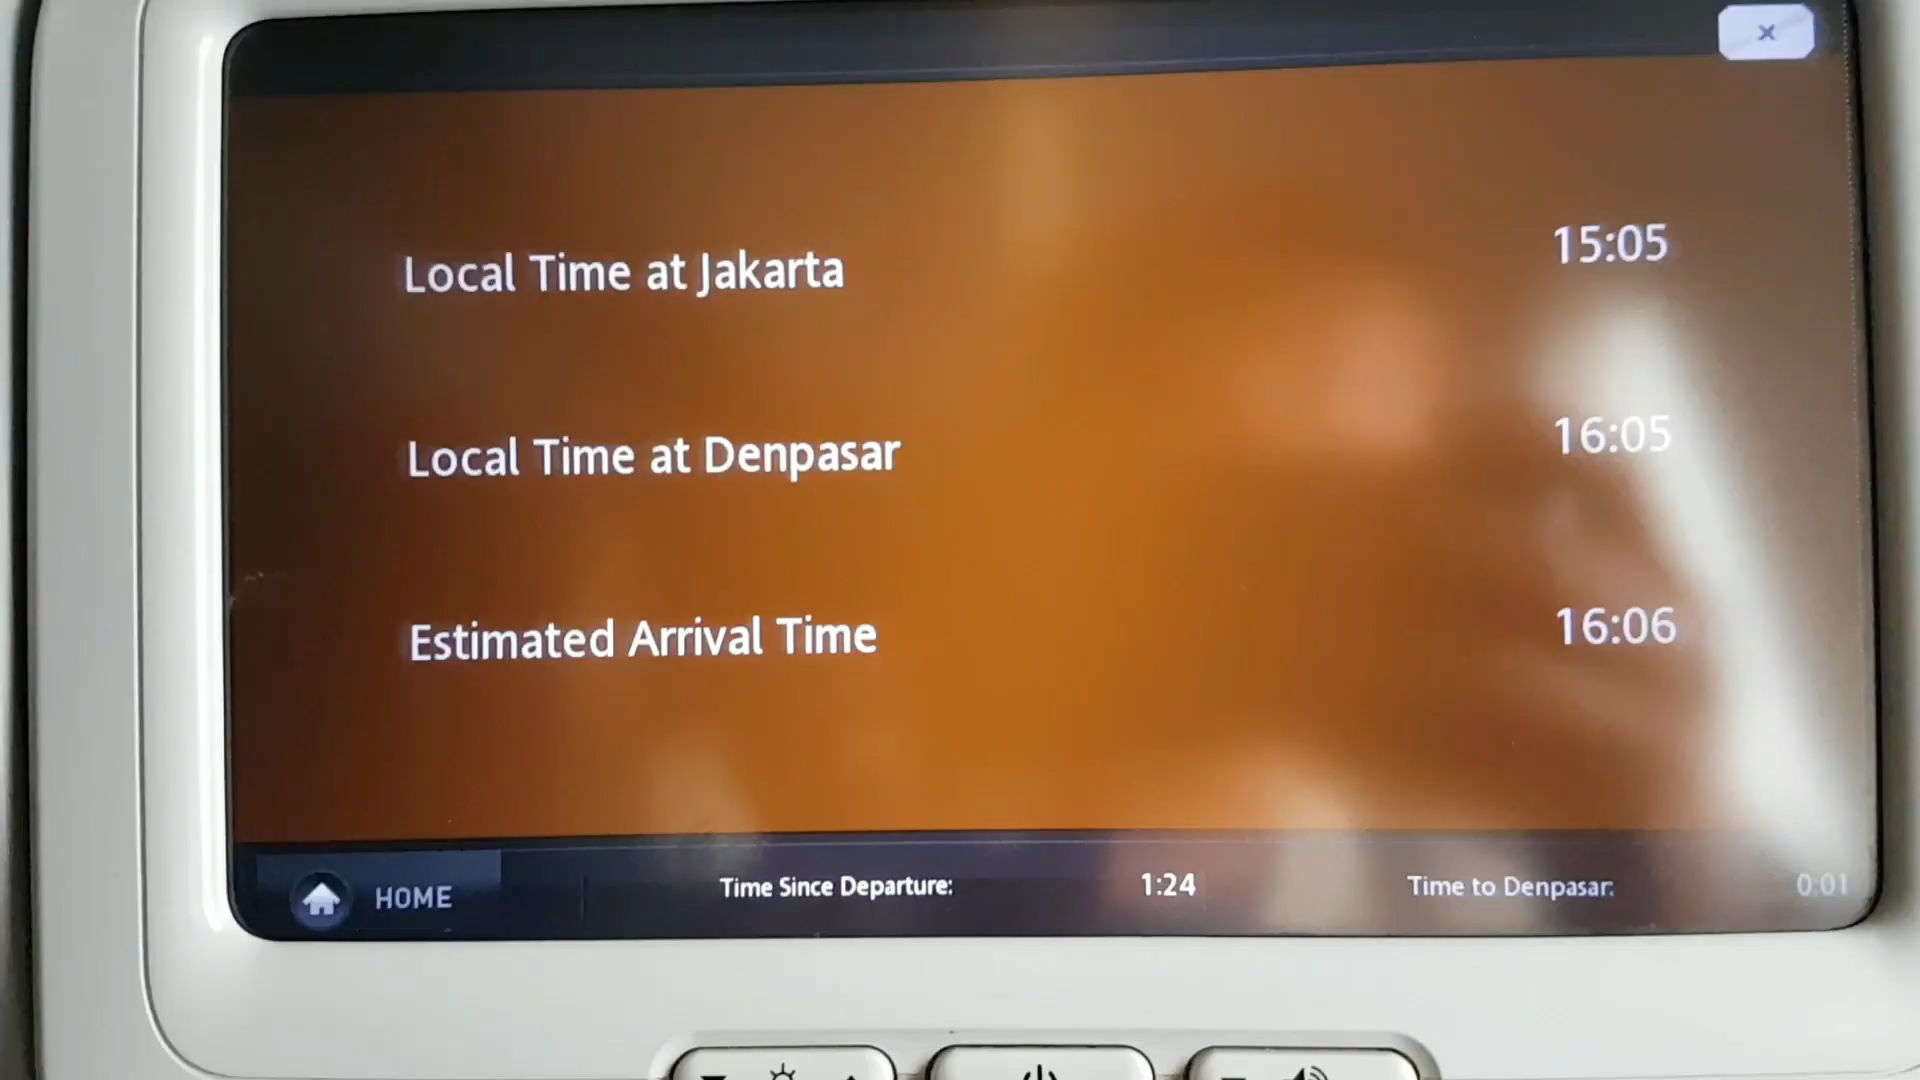 ×
Local Time at Jakarta 15:05
Local Time at Denpasar 16:05
Estimated Arrival Time 16:06
HOME Time Since Departure: 1:24 Time to Denpasar: 0:01